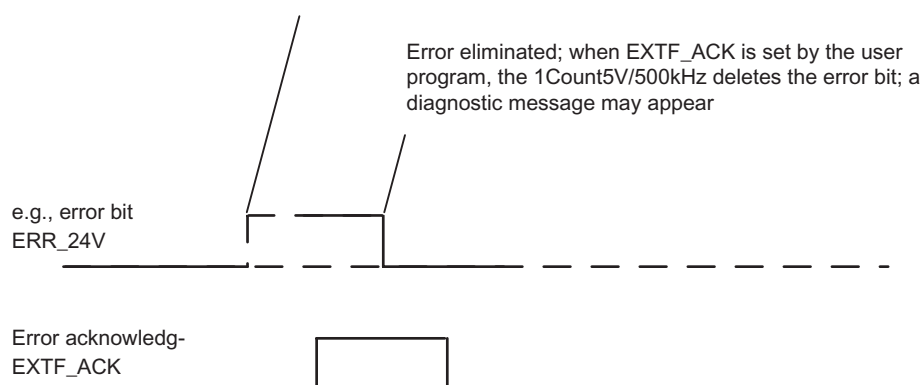 Error eliminated; when EXTF_ACK is set by the user
program, the 1Count5V/500kHz deletes the error bit; a
diagnostic message may appear
e.g., error bit
ERR_24V
Error acknowledg-
EXTF_ACK